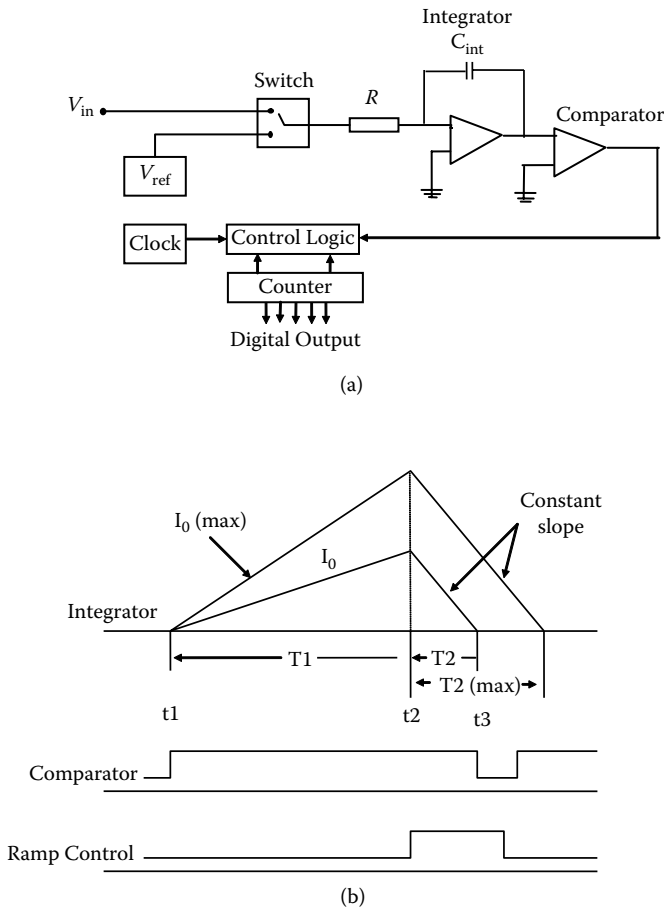 Integrator
C_int
Switch
R
V_in
Comparator
V_ref
Clock
Control Logic
Counter
Digital Output
(a)
I_0 (max)
Constant
slope
I_0
Integrator
T1
T2
T2 (max)
t1
t2
t3
Comparator
Ramp Control
(b)